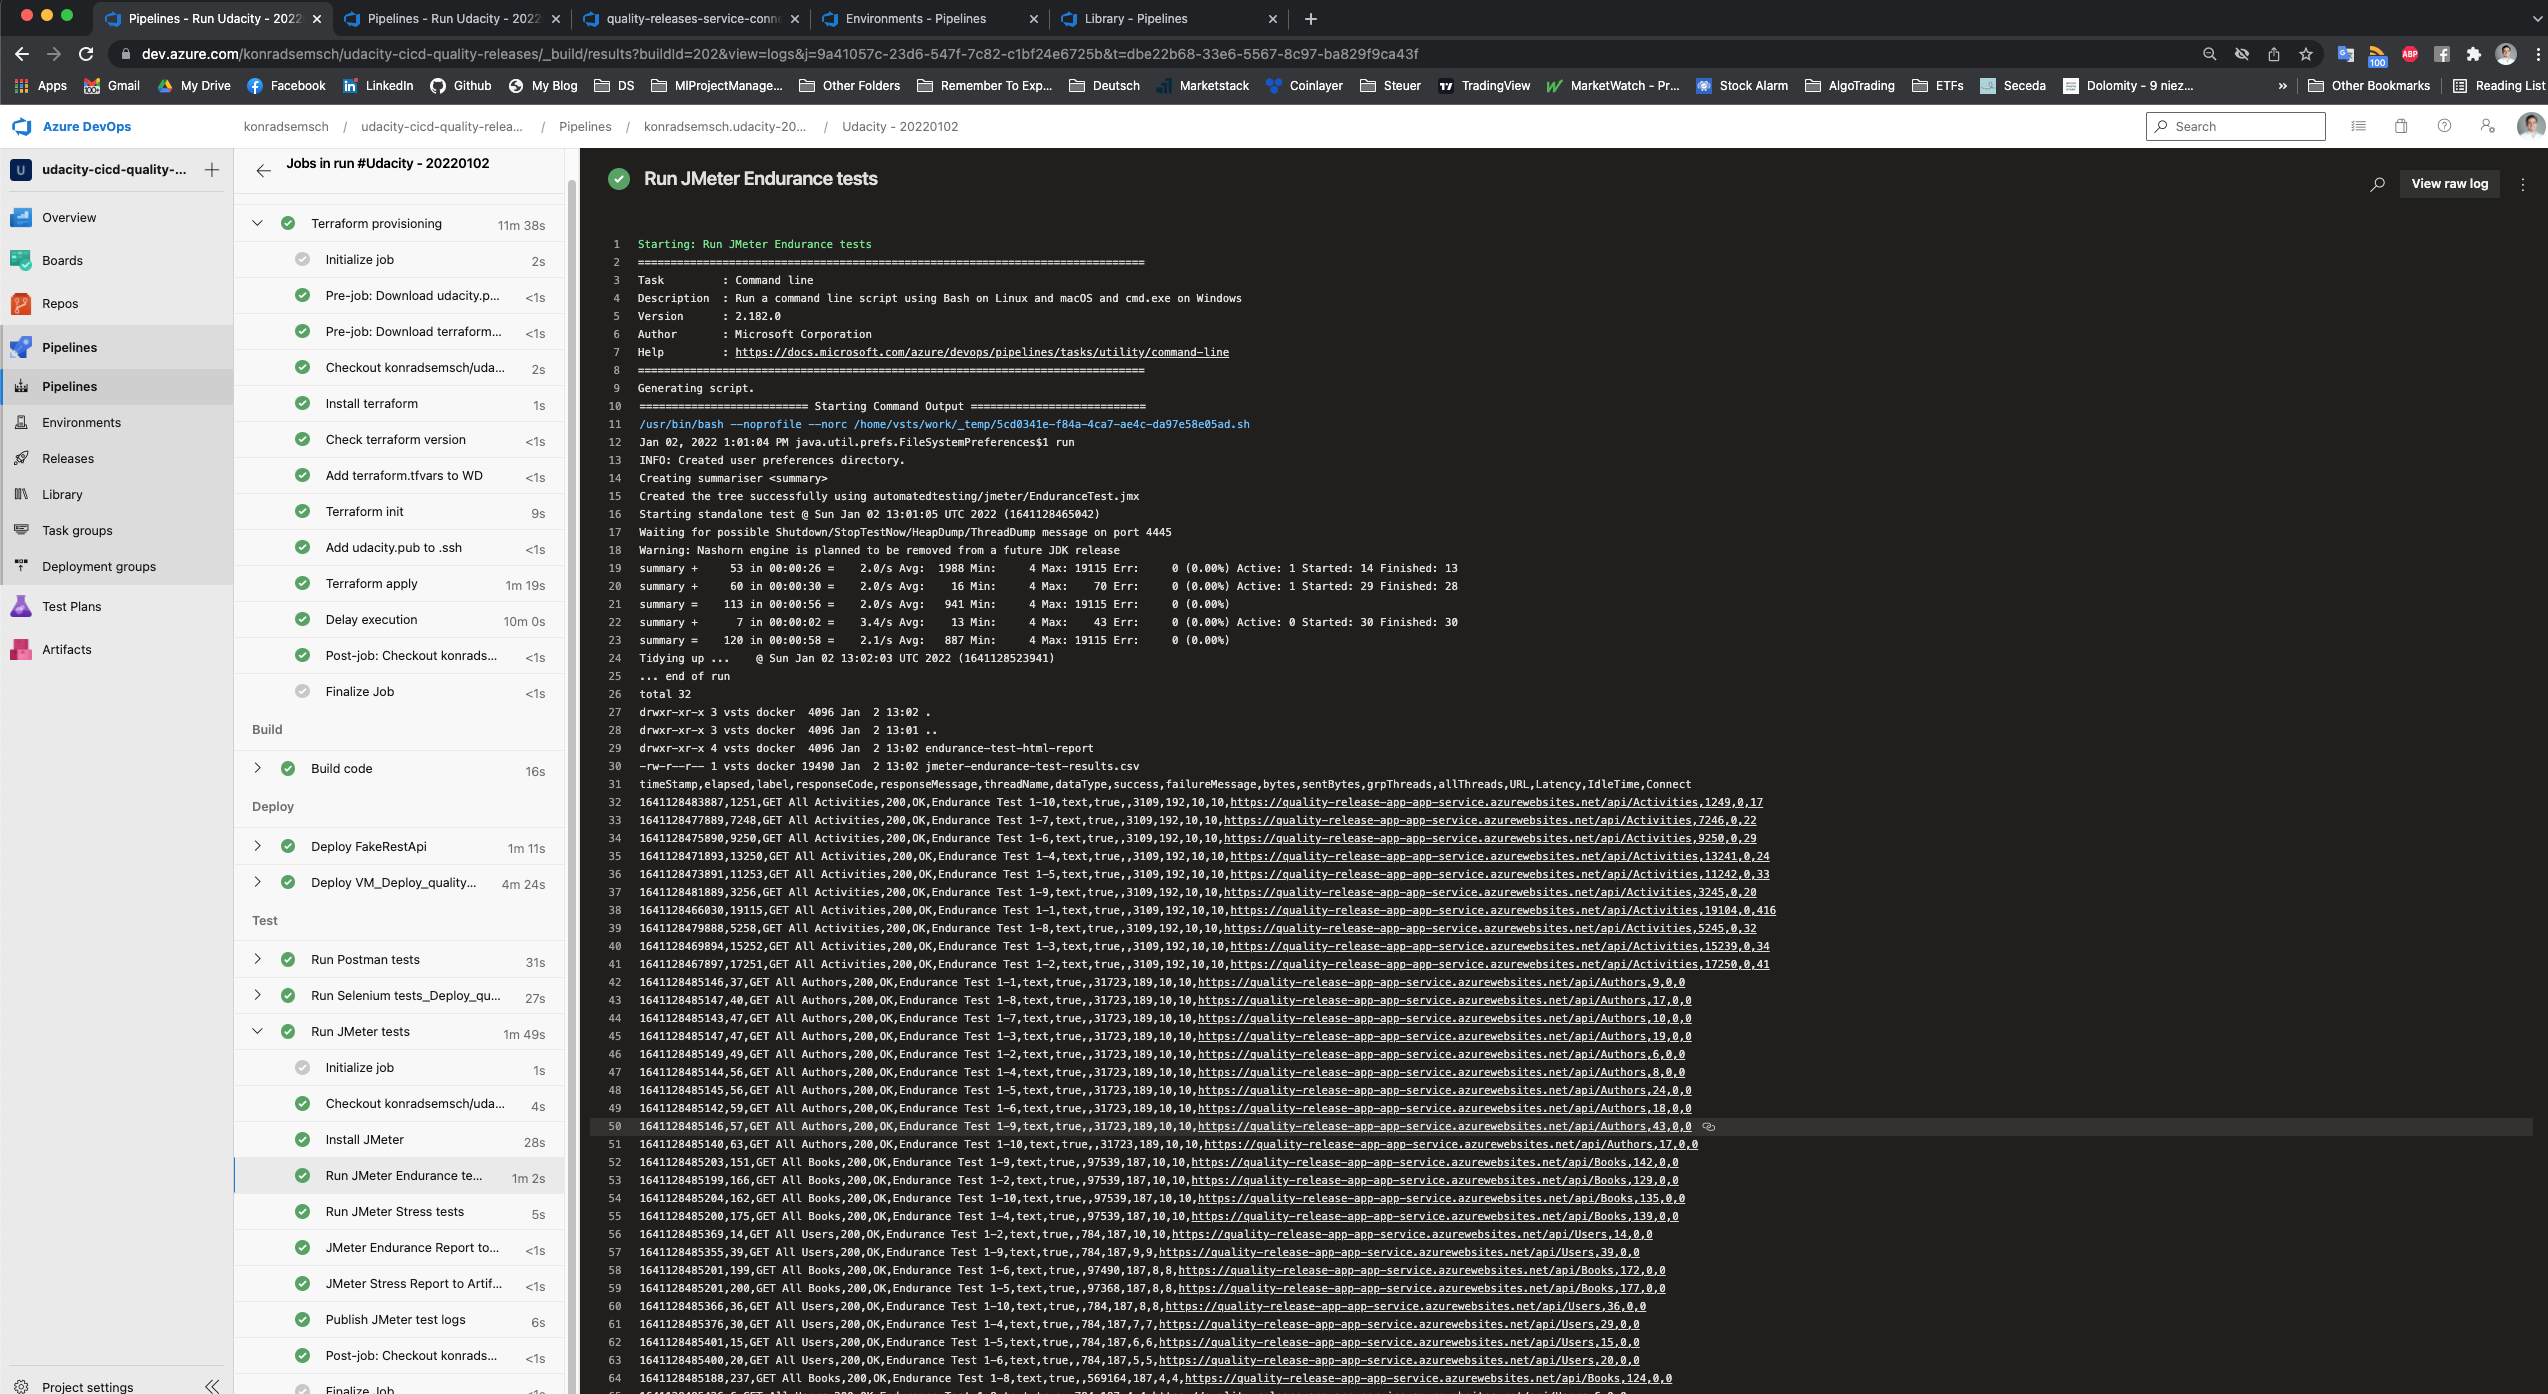 Pipelines - Run Udacity - 2022
Pipelines - Run Udacity - 2022
quality-releases-service-conne
Environments - Pipelines
Library - Pipelines
dev.azure.com/konradsemsch/udacity-cicd-quality-releases/_build/results?buildId=202&view=logs&j=9a41057c-23d6-547f-7c82-c1bf24e6725b&t=dbe22b68-33e6-5567-8c97-ba829f9ca43f
100
ABP
Apps
Gmail
My Drive
Facebook
LinkedIn
Github
My Blog
DS
MlProjectManage...
Other Folders
Remember To Exp...
Deutsch
Marketstack
Coinlayer
Steuer
TradingView
MarketWatch - Pr...
Stock Alarm
AlgoTrading
ETFs
Seceda
Dolomity - 9 niez...
»
Other Bookmarks
Reading List
Azure DevOps
konradsemsch / udacity-cicd-quality-relea... / Pipelines / konradsemsch.udacity-20... / Udacity - 20220102
Search
U
udacity-cicd-quality-...
Overview
Boards
Repos
Pipelines
Pipelines
Environments
Releases
Library
Task groups
Deployment groups
Test Plans
Artifacts
Project settings
Jobs in run #Udacity - 20220102
Terraform provisioning 11m 38s
Initialize job 2s
Pre-job: Download udacity.p... <1s
Pre-job: Download terraform... <1s
Checkout konradsemsch/uda... 2s
Install terraform 1s
Check terraform version <1s
Add terraform.tfvars to WD <1s
Terraform init 9s
Add udacity.pub to .ssh <1s
Terraform apply 1m 19s
Delay execution 10m 0s
Post-job: Checkout konrads... <1s
Finalize Job <1s
Build
Build code 16s
Deploy
Deploy FakeRestApi 1m 11s
Deploy VM_Deploy_quality... 4m 24s
Test
Run Postman tests 31s
Run Selenium tests_Deploy_qu... 27s
Run JMeter tests 1m 49s
Initialize job 1s
Checkout konradsemsch/uda... 4s
Install JMeter 28s
Run JMeter Endurance te... 1m 2s
Run JMeter Stress tests 5s
JMeter Endurance Report to... <1s
JMeter Stress Report to Artif... <1s
Publish JMeter test logs 6s
Post-job: Checkout konrads... <1s
Finalize Job <1s
Run JMeter Endurance tests
View raw log
1 Starting: Run JMeter Endurance tests
2 ==============================================================================
3 Task : Command line
4 Description : Run a command line script using Bash on Linux and macOS and cmd.exe on Windows
5 Version : 2.182.0
6 Author : Microsoft Corporation
7 Help : https://docs.microsoft.com/azure/devops/pipelines/tasks/utility/command-line
8 ==============================================================================
9 Generating script.
10 ========================== Starting Command Output ===========================
11 /usr/bin/bash --noprofile --norc /home/vsts/work/_temp/5cd0341e-f84a-4ca7-ae4c-da97e58e05ad.sh
12 Jan 02, 2022 1:01:04 PM java.util.prefs.FileSystemPreferences$1 run
13 INFO: Created user preferences directory.
14 Creating summariser <summary>
15 Created the tree successfully using automatedtesting/jmeter/EnduranceTest.jmx
16 Starting standalone test @ Sun Jan 02 13:01:05 UTC 2022 (1641128465042)
17 Waiting for possible Shutdown/StopTestNow/HeapDump/ThreadDump message on port 4445
18 Warning: Nashorn engine is planned to be removed from a future JDK release
19 summary + 53 in 00:00:26 = 2.0/s Avg: 1988 Min: 4 Max: 19115 Err: 0 (0.00%) Active: 1 Started: 14 Finished: 13
20 summary + 60 in 00:00:30 = 2.0/s Avg: 16 Min: 4 Max: 70 Err: 0 (0.00%) Active: 1 Started: 29 Finished: 28
21 summary = 113 in 00:00:56 = 2.0/s Avg: 941 Min: 4 Max: 19115 Err: 0 (0.00%)
22 summary + 7 in 00:00:02 = 3.4/s Avg: 13 Min: 4 Max: 43 Err: 0 (0.00%) Active: 0 Started: 30 Finished: 30
23 summary = 120 in 00:00:58 = 2.1/s Avg: 887 Min: 4 Max: 19115 Err: 0 (0.00%)
24 Tidying up ... @ Sun Jan 02 13:02:03 UTC 2022 (1641128523941)
25 ... end of run
26 total 32
27 drwxr-xr-x 3 vsts docker 4096 Jan 2 13:02 .
28 drwxr-xr-x 3 vsts docker 4096 Jan 2 13:01 ..
29 drwxr-xr-x 4 vsts docker 4096 Jan 2 13:02 endurance-test-html-report
30 -rw-r--r-- 1 vsts docker 19490 Jan 2 13:02 jmeter-endurance-test-results.csv
31 timeStamp,elapsed,label,responseCode,responseMessage,threadName,dataType,success,failureMessage,bytes,sentBytes,grpThreads,allThreads,URL,Latency,IdleTime,Connect
32 1641128483887,1251,GET All Activities,200,OK,Endurance Test 1-10,text,true,,3109,192,10,10,https://quality-release-app-app-service.azurewebsites.net/api/Activities,1249,0,17
33 1641128477889,7248,GET All Activities,200,OK,Endurance Test 1-7,text,true,,3109,192,10,10,https://quality-release-app-app-service.azurewebsites.net/api/Activities,7246,0,22
34 1641128475890,9250,GET All Activities,200,OK,Endurance Test 1-6,text,true,,3109,192,10,10,https://quality-release-app-app-service.azurewebsites.net/api/Activities,9250,0,29
35 1641128471893,13250,GET All Activities,200,OK,Endurance Test 1-4,text,true,,3109,192,10,10,https://quality-release-app-app-service.azurewebsites.net/api/Activities,13241,0,24
36 1641128473891,11253,GET All Activities,200,OK,Endurance Test 1-5,text,true,,3109,192,10,10,https://quality-release-app-app-service.azurewebsites.net/api/Activities,11242,0,33
37 1641128481889,3256,GET All Activities,200,OK,Endurance Test 1-9,text,true,,3109,192,10,10,https://quality-release-app-app-service.azurewebsites.net/api/Activities,3245,0,20
38 1641128466030,19115,GET All Activities,200,OK,Endurance Test 1-1,text,true,,3109,192,10,10,https://quality-release-app-app-service.azurewebsites.net/api/Activities,19104,0,416
39 1641128479888,5258,GET All Activities,200,OK,Endurance Test 1-8,text,true,,3109,192,10,10,https://quality-release-app-app-service.azurewebsites.net/api/Activities,5245,0,32
40 1641128469894,15252,GET All Activities,200,OK,Endurance Test 1-3,text,true,,3109,192,10,10,https://quality-release-app-app-service.azurewebsites.net/api/Activities,15239,0,34
41 1641128467897,17251,GET All Activities,200,OK,Endurance Test 1-2,text,true,,3109,192,10,10,https://quality-release-app-app-service.azurewebsites.net/api/Activities,17250,0,41
42 1641128485146,37,GET All Authors,200,OK,Endurance Test 1-1,text,true,,31723,189,10,10,https://quality-release-app-app-service.azurewebsites.net/api/Authors,9,0,0
43 1641128485147,40,GET All Authors,200,OK,Endurance Test 1-8,text,true,,31723,189,10,10,https://quality-release-app-app-service.azurewebsites.net/api/Authors,17,0,0
44 1641128485143,47,GET All Authors,200,OK,Endurance Test 1-7,text,true,,31723,189,10,10,https://quality-release-app-app-service.azurewebsites.net/api/Authors,10,0,0
45 1641128485147,47,GET All Authors,200,OK,Endurance Test 1-3,text,true,,31723,189,10,10,https://quality-release-app-app-service.azurewebsites.net/api/Authors,19,0,0
46 1641128485149,49,GET All Authors,200,OK,Endurance Test 1-2,text,true,,31723,189,10,10,https://quality-release-app-app-service.azurewebsites.net/api/Authors,6,0,0
47 1641128485144,56,GET All Authors,200,OK,Endurance Test 1-4,text,true,,31723,189,10,10,https://quality-release-app-app-service.azurewebsites.net/api/Authors,8,0,0
48 1641128485145,56,GET All Authors,200,OK,Endurance Test 1-5,text,true,,31723,189,10,10,https://quality-release-app-app-service.azurewebsites.net/api/Authors,24,0,0
49 1641128485142,59,GET All Authors,200,OK,Endurance Test 1-6,text,true,,31723,189,10,10,https://quality-release-app-app-service.azurewebsites.net/api/Authors,18,0,0
50 1641128485146,57,GET All Authors,200,OK,Endurance Test 1-9,text,true,,31723,189,10,10,https://quality-release-app-app-service.azurewebsites.net/api/Authors,43,0,0
51 1641128485140,63,GET All Authors,200,OK,Endurance Test 1-10,text,true,,31723,189,10,10,https://quality-release-app-app-service.azurewebsites.net/api/Authors,17,0,0
52 1641128485203,151,GET All Books,200,OK,Endurance Test 1-9,text,true,,97539,187,10,10,https://quality-release-app-app-service.azurewebsites.net/api/Books,142,0,0
53 1641128485199,166,GET All Books,200,OK,Endurance Test 1-2,text,true,,97539,187,10,10,https://quality-release-app-app-service.azurewebsites.net/api/Books,129,0,0
54 1641128485204,162,GET All Books,200,OK,Endurance Test 1-10,text,true,,97539,187,10,10,https://quality-release-app-app-service.azurewebsites.net/api/Books,135,0,0
55 1641128485200,175,GET All Books,200,OK,Endurance Test 1-4,text,true,,97539,187,10,10,https://quality-release-app-app-service.azurewebsites.net/api/Books,139,0,0
56 1641128485369,14,GET All Users,200,OK,Endurance Test 1-2,text,true,,784,187,10,10,https://quality-release-app-app-service.azurewebsites.net/api/Users,14,0,0
57 1641128485355,39,GET All Users,200,OK,Endurance Test 1-9,text,true,,784,187,9,9,https://quality-release-app-app-service.azurewebsites.net/api/Users,39,0,0
58 1641128485201,199,GET All Books,200,OK,Endurance Test 1-6,text,true,,97490,187,8,8,https://quality-release-app-app-service.azurewebsites.net/api/Books,172,0,0
59 1641128485201,200,GET All Books,200,OK,Endurance Test 1-5,text,true,,97368,187,8,8,https://quality-release-app-app-service.azurewebsites.net/api/Books,177,0,0
60 1641128485366,36,GET All Users,200,OK,Endurance Test 1-10,text,true,,784,187,8,8,https://quality-release-app-app-service.azurewebsites.net/api/Users,36,0,0
61 1641128485376,30,GET All Users,200,OK,Endurance Test 1-4,text,true,,784,187,7,7,https://quality-release-app-app-service.azurewebsites.net/api/Users,29,0,0
62 1641128485401,15,GET All Users,200,OK,Endurance Test 1-5,text,true,,784,187,6,6,https://quality-release-app-app-service.azurewebsites.net/api/Users,15,0,0
63 1641128485400,20,GET All Users,200,OK,Endurance Test 1-6,text,true,,784,187,5,5,https://quality-release-app-app-service.azurewebsites.net/api/Users,20,0,0
64 1641128485188,237,GET All Books,200,OK,Endurance Test 1-8,text,true,,569164,187,4,4,https://quality-release-app-app-service.azurewebsites.net/api/Books,124,0,0